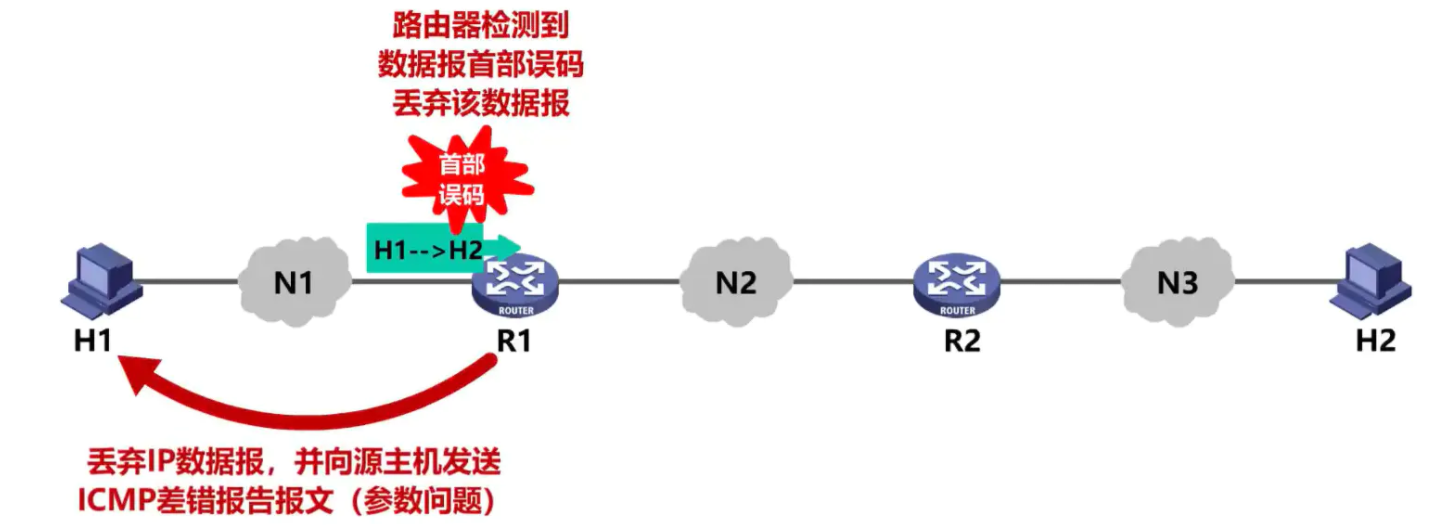 路由器检测到
数据报首部误码
丢弃该数据报
首部
误码
H1-->H2
N1
N2
N3
ROUTER
ROUTER
H1
R1
R2
H2
丢弃IP数据报，并向源主机发送
ICMP差错报告报文（参数问题）